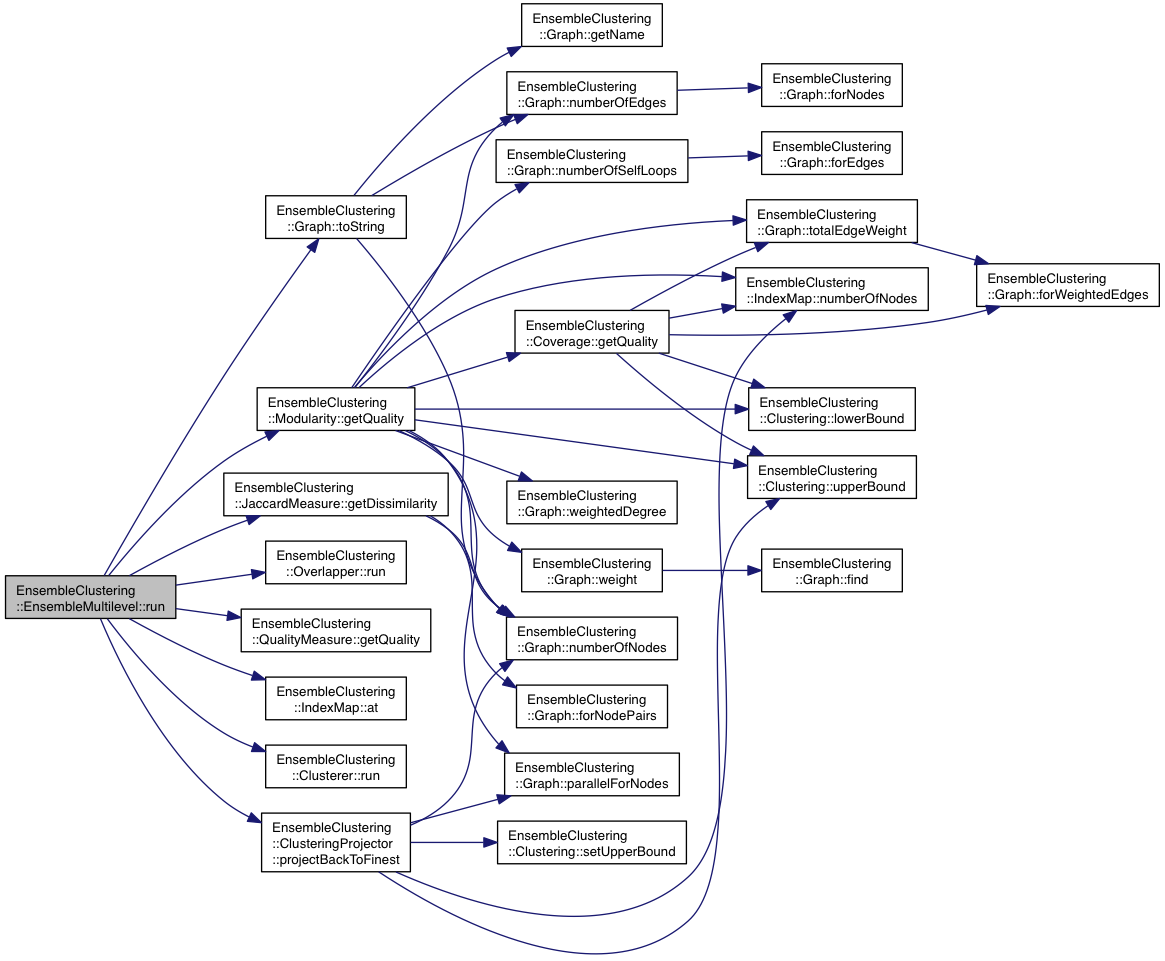 EnsembleClustering
::Graph::getName
EnsembleClustering
::Graph::numberOfEdges
EnsembleClustering
::Graph::forNodes
EnsembleClustering
::Graph::numberOfSelfLoops
EnsembleClustering
::Graph::forEdges
EnsembleClustering
::Graph::toString
EnsembleClustering
::Graph::totalEdgeWeight
EnsembleClustering
::IndexMap::numberOfNodes
EnsembleClustering
::Graph::forWeightedEdges
EnsembleClustering
::Coverage::getQuality
EnsembleClustering
::Modularity::getQuality
EnsembleClustering
::Clustering::lowerBound
EnsembleClustering
::Clustering::upperBound
EnsembleClustering
::JaccardMeasure::getDissimilarity
EnsembleClustering
::Graph::weightedDegree
EnsembleClustering
::Overlapper::run
EnsembleClustering
::Graph::weight
EnsembleClustering
::Graph::find
EnsembleClustering
::EnsembleMultilevel::run
EnsembleClustering
::QualityMeasure::getQuality
EnsembleClustering
::Graph::numberOfNodes
EnsembleClustering
::IndexMap::at
EnsembleClustering
::Graph::forNodePairs
EnsembleClustering
::Clusterer::run
EnsembleClustering
::Graph::parallelForNodes
EnsembleClustering
::ClusteringProjector
::projectBackToFinest
EnsembleClustering
::Clustering::setUpperBound